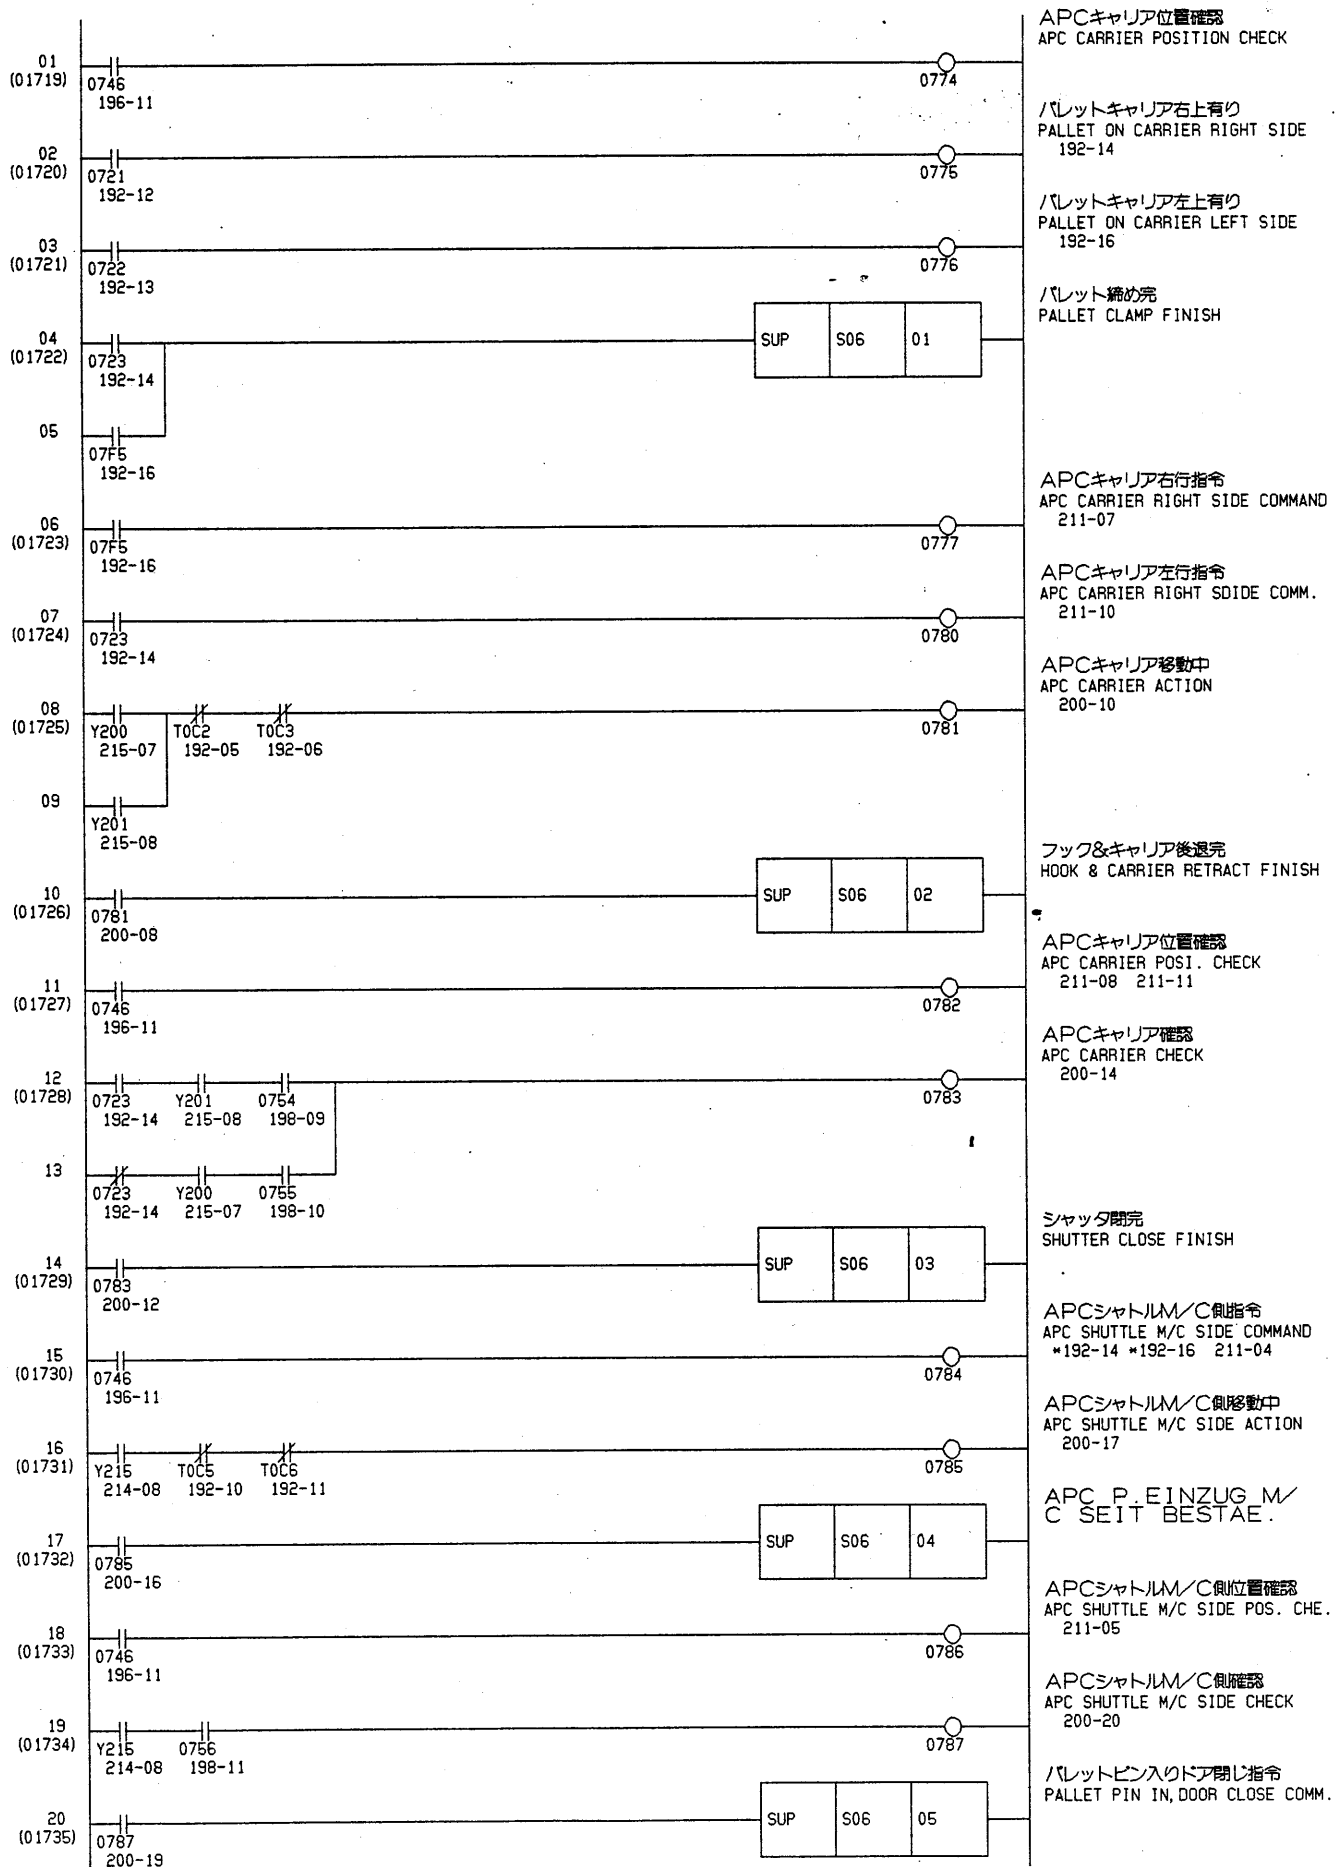 APCキャリア位置確認
APC CARRIER POSITION CHECK
01
(01719)
0746
196-11
0774
パレットキャリア右上有り
PALLET ON CARRIER RIGHT SIDE
192-14
02
(01720)
0721
192-12
0775
パレットキャリア左上有り
PALLET ON CARRIER LEFT SIDE
192-16
03
(01721)
0722
192-13
0776
パレット締め完
PALLET CLAMP FINISH
04
(01722)
0723
192-14
SUP S06 01
05
07F5
192-16
APCキャリア右行指令
APC CARRIER RIGHT SIDE COMMAND
211-07
06
(01723)
07F5
192-16
0777
APCキャリア左行指令
APC CARRIER RIGHT SDIDE COMM.
211-10
07
(01724)
0723
192-14
0780
APCキャリア移動中
APC CARRIER ACTION
200-10
08
(01725)
Y200 T0C2 T0C3
215-07 192-05 192-06
0781
09
Y201
215-08
フック&キャリア後退完
HOOK & CARRIER RETRACT FINISH
10
(01726)
0781
200-08
SUP S06 02
APCキャリア位置確認
APC CARRIER POSI. CHECK
211-08 211-11
11
(01727)
0746
196-11
0782
APCキャリア確認
APC CARRIER CHECK
200-14
12
(01728)
0723 Y201 0754
192-14 215-08 198-09
0783
13
0723 Y200 0755
192-14 215-07 198-10
シャッタ閉完
SHUTTER CLOSE FINISH
14
(01729)
0783
200-12
SUP S06 03
APCシャトルM/C側指令
APC SHUTTLE M/C SIDE COMMAND
*192-14 *192-16 211-04
15
(01730)
0746
196-11
0784
APCシャトルM/C側移動中
APC SHUTTLE M/C SIDE ACTION
200-17
16
(01731)
Y215 T0C5 T0C6
214-08 192-10 192-11
0785
APC P.EINZUG M/
C SEIT BESTAE.
17
(01732)
0785
200-16
SUP S06 04
APCシャトルM/C側位置確認
APC SHUTTLE M/C SIDE POS. CHE.
211-05
18
(01733)
0746
196-11
0786
APCシャトルM/C側確認
APC SHUTTLE M/C SIDE CHECK
200-20
19
(01734)
Y215 0756
214-08 198-11
0787
パレットピン入りドア閉じ指令
PALLET PIN IN,DOOR CLOSE COMM.
20
(01735)
0787
200-19
SUP S06 05